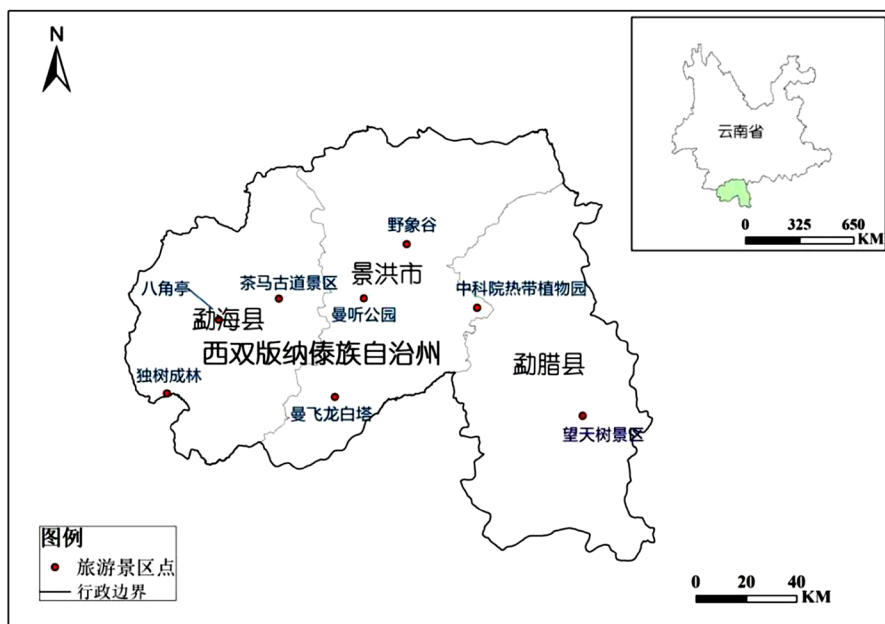 N
云南省
0 325 650
KM
野象谷
景洪市
茶马古道景区
八角亭
中科院热带植物园
曼听公园
勐海县
西双版纳傣族自治州
勐腊县
独树成林
曼飞龙白塔
望天树景区
图例
旅游景区点
行政边界
0 20 40
KM